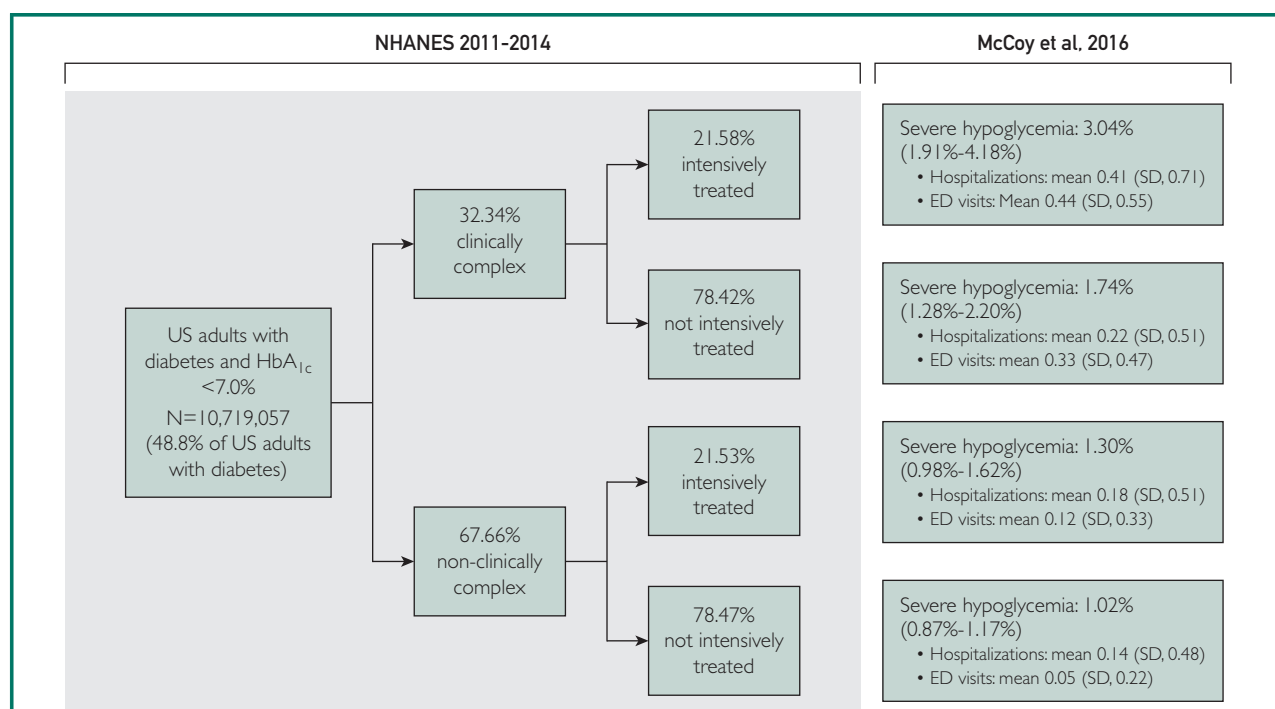 NHANES 2011-2014
McCoy et al, 2016
US adults with
diabetes and HbA1c
<7.0%
N=10,719,057
(48.8% of US adults
with diabetes)
32.34%
clinically
complex
67.66%
non-clinically
complex
21.58%
intensively
treated
78.42%
not intensively
treated
21.53%
intensively
treated
78.47%
not intensively
treated
Severe hypoglycemia: 3.04%
(1.91%-4.18%)
• Hospitalizations: mean 0.41 (SD, 0.71)
• ED visits: Mean 0.44 (SD, 0.55)
Severe hypoglycemia: 1.74%
(1.28%-2.20%)
• Hospitalizations: mean 0.22 (SD, 0.51)
• ED visits: mean 0.33 (SD, 0.47)
Severe hypoglycemia: 1.30%
(0.98%-1.62%)
• Hospitalizations: mean 0.18 (SD, 0.51)
• ED visits: mean 0.12 (SD, 0.33)
Severe hypoglycemia: 1.02%
(0.87%-1.17%)
• Hospitalizations: mean 0.14 (SD, 0.48)
• ED visits: mean 0.05 (SD, 0.22)